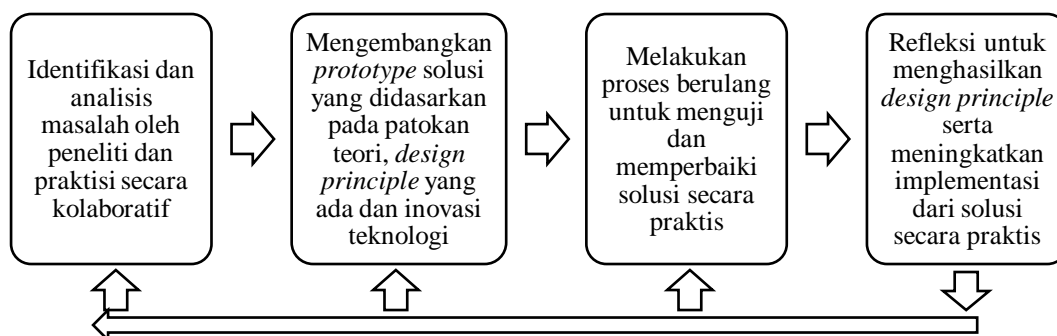 Identifikasi dan
analisis
masalah oleh
peneliti dan
praktisi secara
kolaboratif
Mengembangkan
prototype solusi
yang didasarkan
pada patokan
teori, design
principle yang
ada dan inovasi
teknologi
Melakukan
proses berulang
untuk menguji
dan
memperbaiki
solusi secara
praktis
Refleksi untuk
menghasilkan
design principle
serta
meningkatkan
implementasi
dari solusi
secara praktis